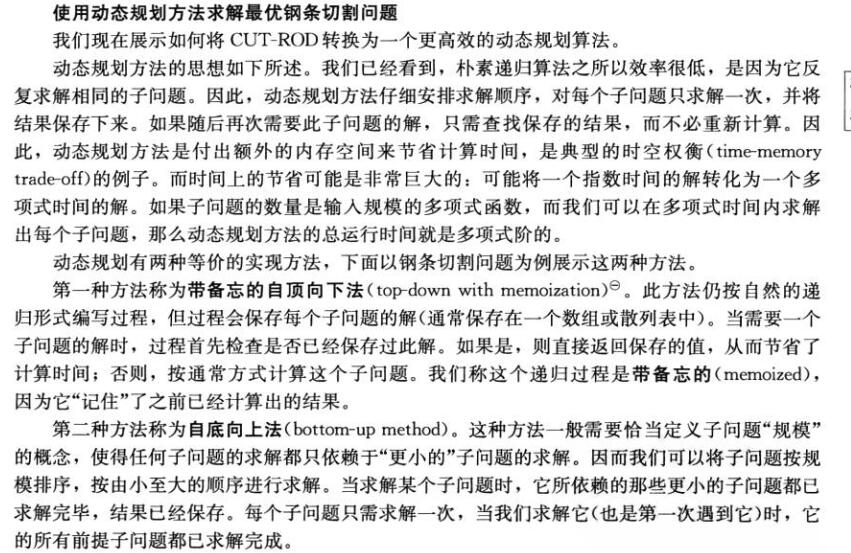 使用动态规划方法求解最优钢条切割问题
我们现在展示如何将 CUT-ROD 转换为一个更高效的动态规划算法。
动态规划方法的思想如下所述。我们已经看到，朴素递归算法之所以效率很低，是因为它反
复求解相同的子问题。因此，动态规划方法仔细安排求解顺序，对每个子问题只求解一次，并将
结果保存下来。如果随后再次需要此子问题的解，只需查找保存的结果，而不必重新计算。因
此，动态规划方法是付出额外的内存空间来节省计算时间，是典型的时空权衡(time-memory
trade-off)的例子。而时间上的节省可能是非常巨大的：可能将一个指数时间的解转化为一个多
项式时间的解。如果子问题的数量是输入规模的多项式函数，而我们可以在多项式时间内求解
出每个子问题，那么动态规划方法的总运行时间就是多项式阶的。
动态规划有两种等价的实现方法，下面以钢条切割问题为例展示这两种方法。
第一种方法称为带备忘的自顶向下法(top-down with memoization)㊀。此方法仍按自然的递
归形式编写过程，但过程会保存每个子问题的解(通常保存在一个数组或散列表中)。当需要一个
子问题的解时，过程首先检查是否已经保存过此解。如果是，则直接返回保存的值，从而节省了
计算时间；否则，按通常方式计算这个子问题。我们称这个递归过程是带备忘的(memoized)，
因为它“记住”了之前已经计算出的结果。
第二种方法称为自底向上法(bottom-up method)。这种方法一般需要恰当定义子问题“规模”
的概念，使得任何子问题的求解都只依赖于“更小的”子问题的求解。因而我们可以将子问题按规
模排序，按由小至大的顺序进行求解。当求解某个子问题时，它所依赖的那些更小的子问题都已
求解完毕，结果已经保存。每个子问题只需求解一次，当我们求解它(也是第一次遇到它)时，它
的所有前提子问题都已求解完成。